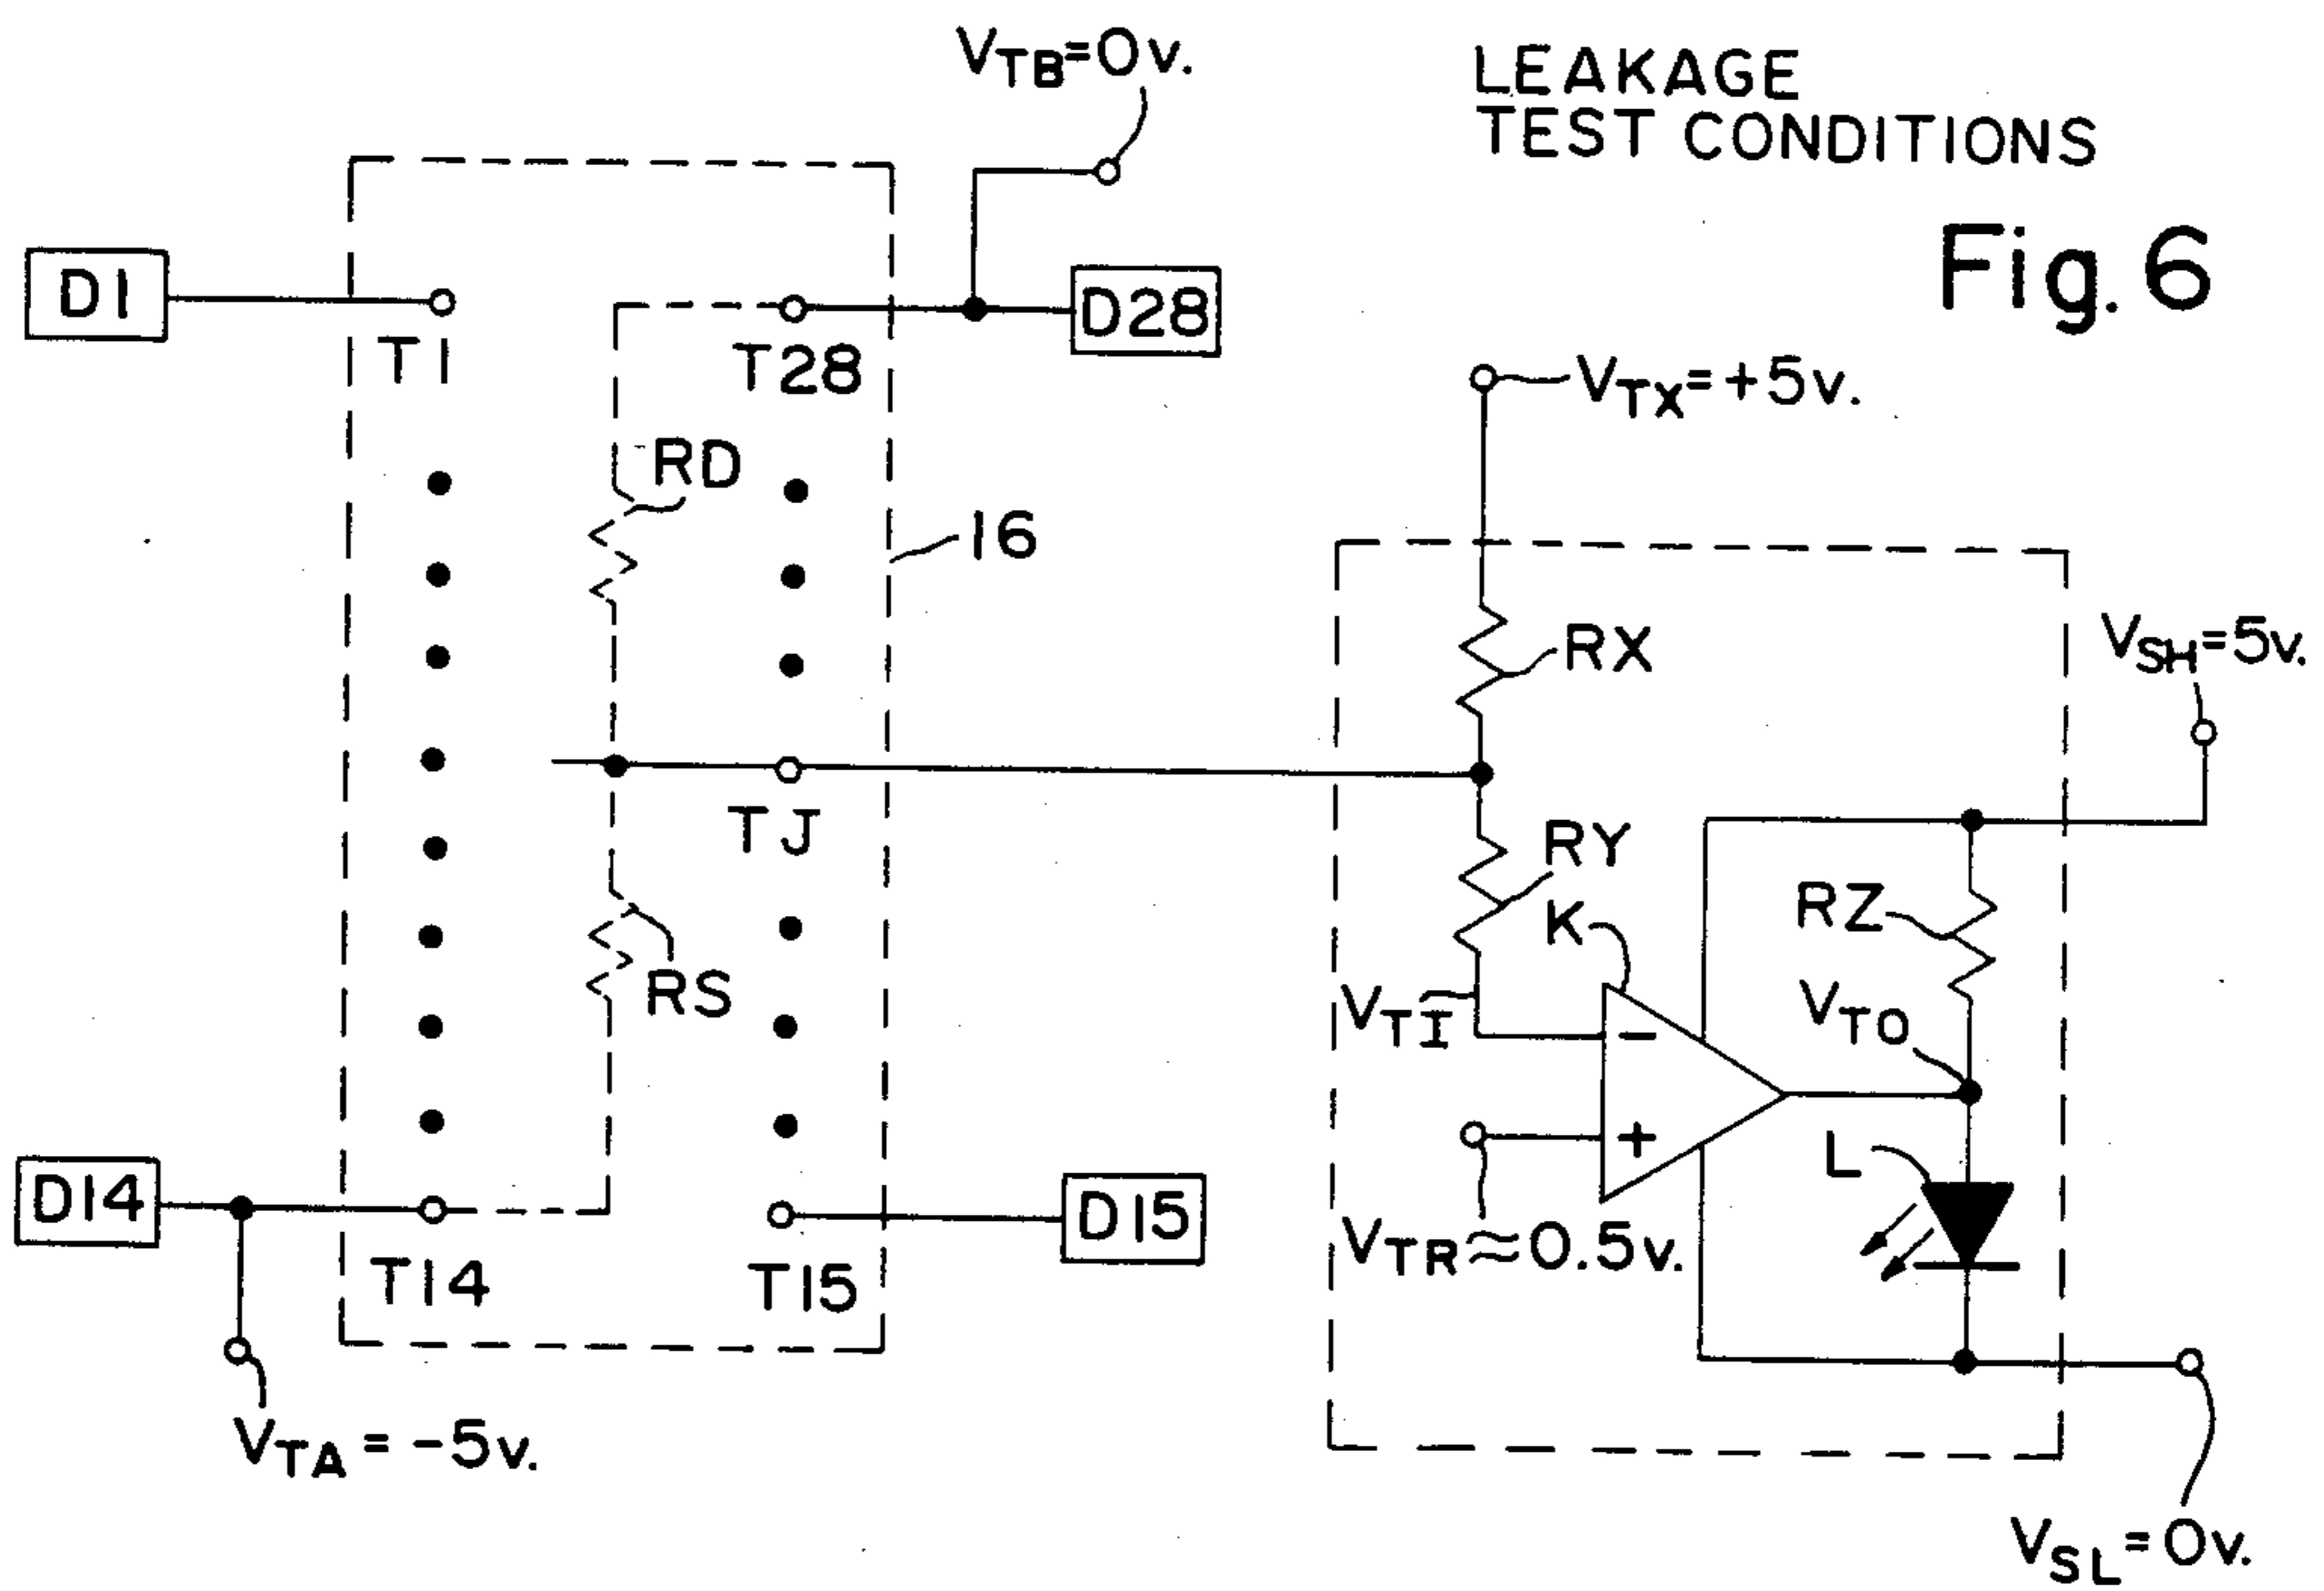 VTB=0v.
LEAKAGE
TEST CONDITIONS
Fig. 6
D1
D28
T1
T28
VTX=+5v.
RD
16
RX
VSH=5v.
TJ
RY
RZ
K
RS
VTI
VTO
-
+
L
D14
D15
VTR≈0.5v.
T14
T15
VTA=-5v.
VSL=0v.